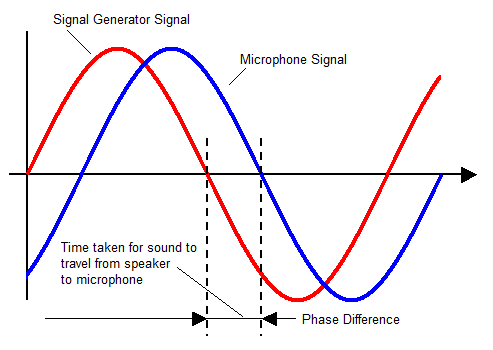 Signal Generator Signal
Microphone Signal
Time taken for sound to
travel from speaker
to microphone
Phase Difference